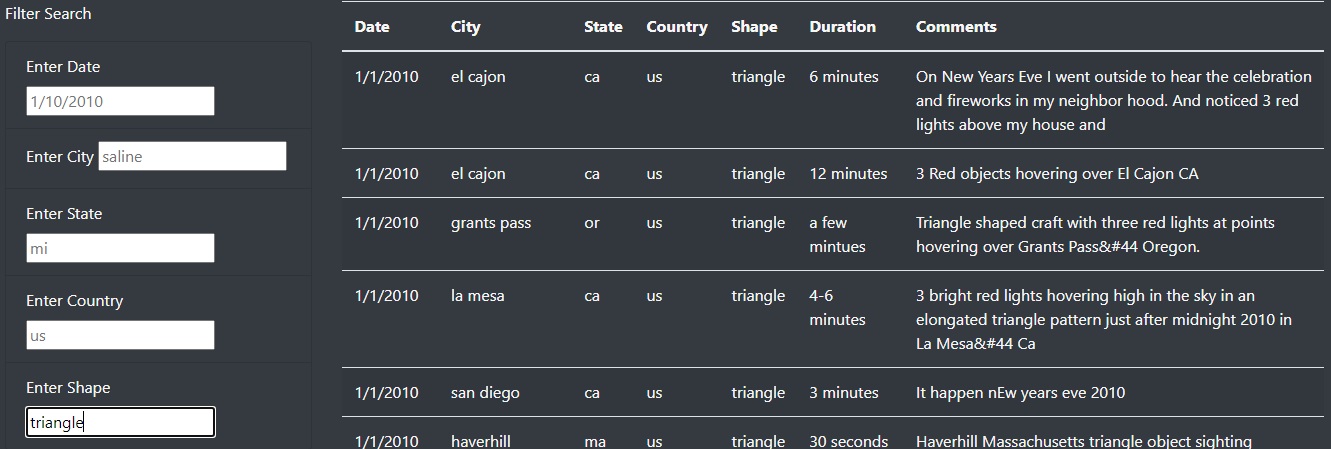 Filter Search
Enter Date
1/10/2010
Enter City saline
Enter State
mi
Enter Country
us
Enter Shape
triangle
Date City State Country Shape Duration Comments
1/1/2010 el cajon ca us triangle 6 minutes On New Years Eve I went outside to hear the celebration
and fireworks in my neighbor hood. And noticed 3 red
lights above my house and
1/1/2010 el cajon ca us triangle 12 minutes 3 Red objects hovering over El Cajon CA
1/1/2010 grants pass or us triangle a few Triangle shaped craft with three red lights at points
mintues hovering over Grants Pass&#44 Oregon.
1/1/2010 la mesa ca us triangle 4-6 3 bright red lights hovering high in the sky in an
minutes elongated triangle pattern just after midnight 2010 in
La Mesa&#44 Ca
1/1/2010 san diego ca us triangle 3 minutes It happen nEw years eve 2010
1/1/2010 haverhill ma us triangle 30 seconds Haverhill Massachusetts triangle object sighting